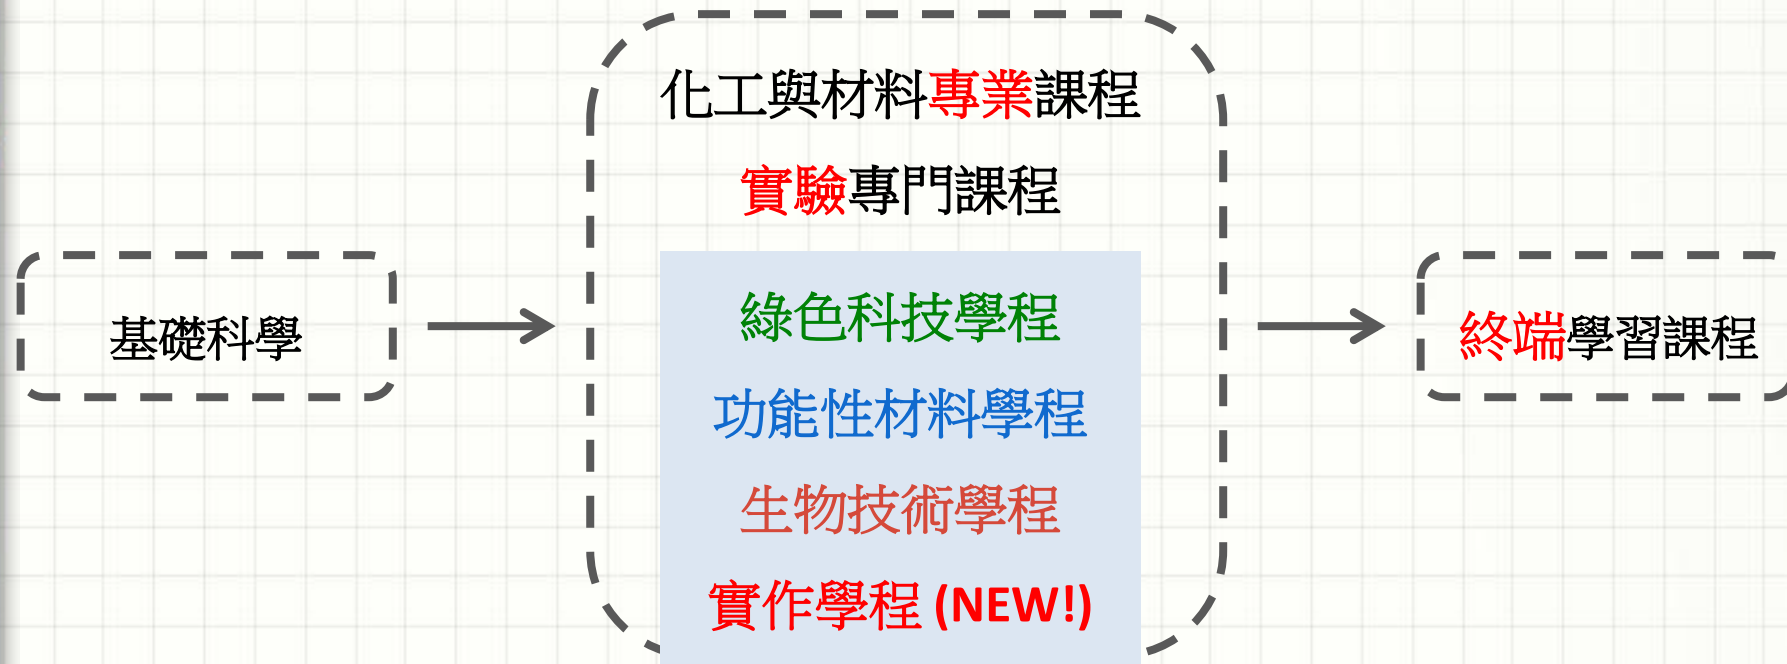 基礎科學
化工與材料專業課程
實驗專門課程
綠色科技學程
功能性材料學程
生物技術學程
實作學程 (NEW!)
終端學習課程